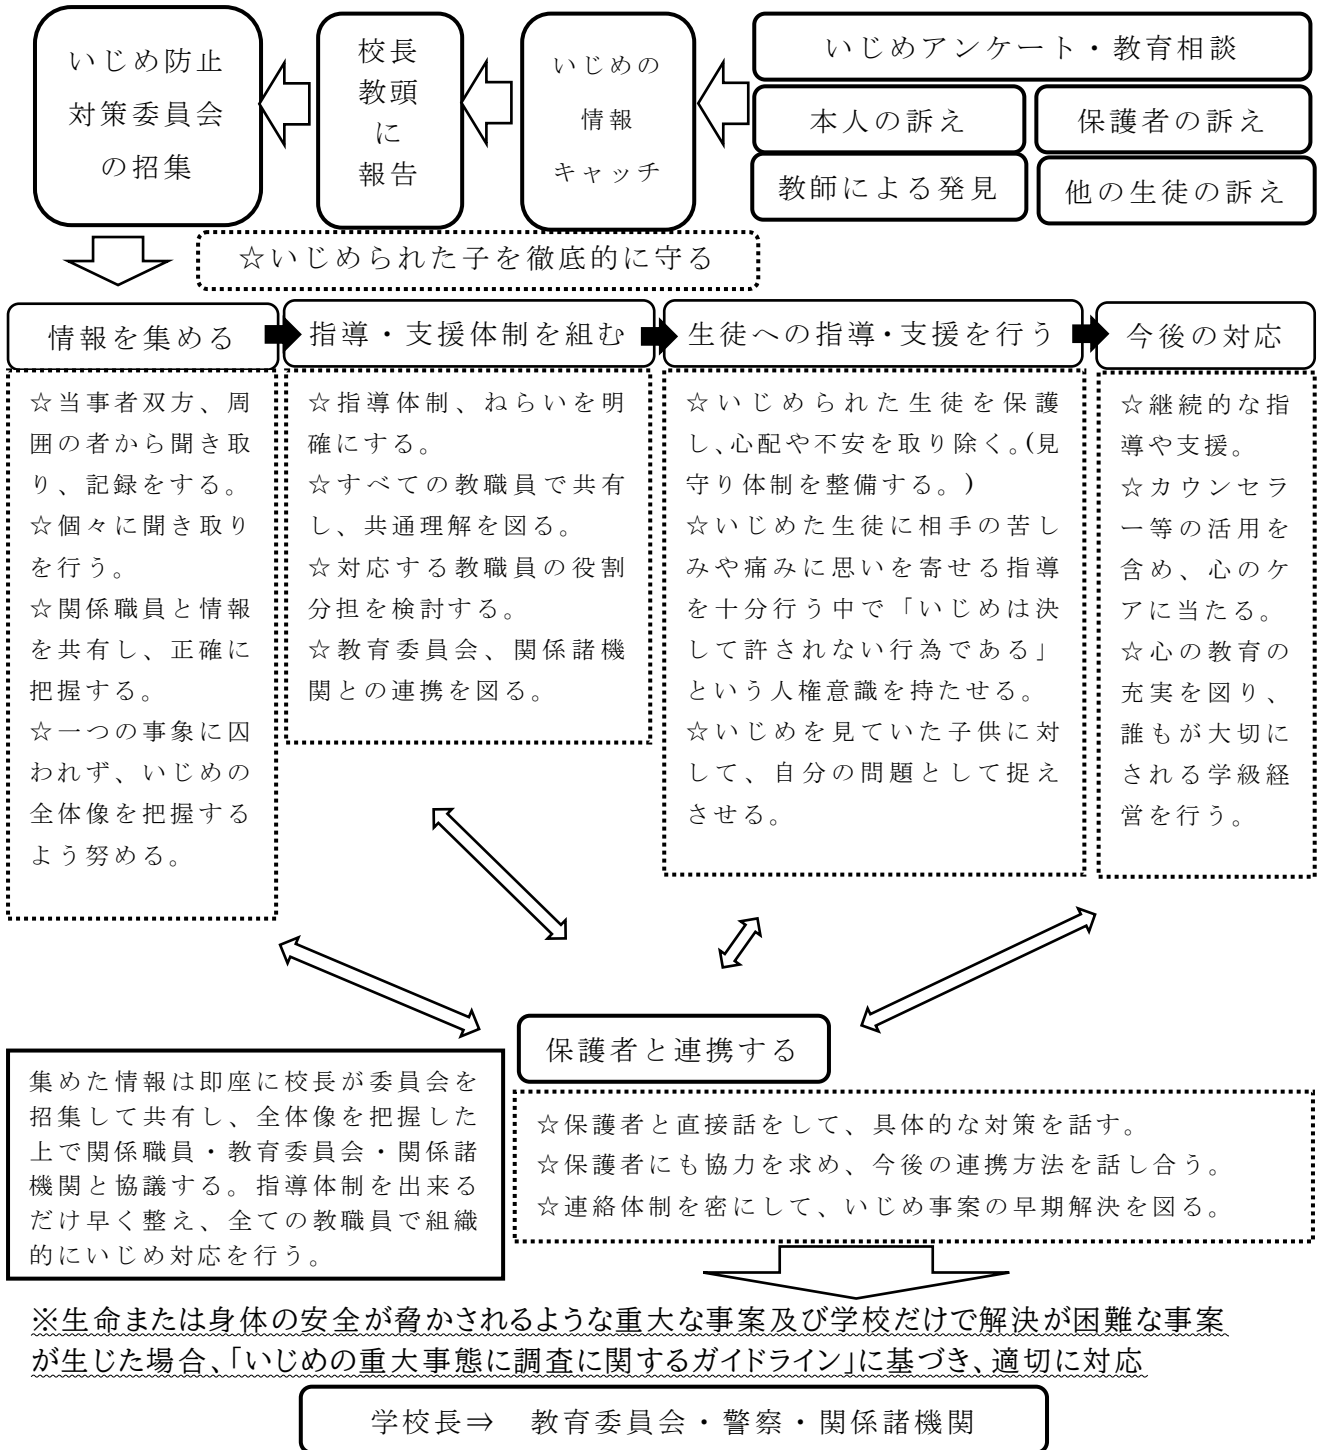 いじめ防止
対策委員会
の招集
校長
教頭
に
報告
いじめの
情報
キャッチ
いじめアンケート・教育相談
本人の訴え
保護者の訴え
教師による発見
他の生徒の訴え
☆いじめられた子を徹底的に守る
情報を集める
☆当事者双方、周
囲の者から聞き取
り、記録をする。
☆個々に聞き取り
を行う。
☆関係職員と情報
を共有し、正確に
把握する。
☆一つの事象に囚
われず、いじめの
全体像を把握する
よう努める。
指導・支援体制を組む
☆指導体制、ねらいを明
確にする。
☆すべての教職員で共有
し、共通理解を図る。
☆対応する教職員の役割
分担を検討する。
☆教育委員会、関係諸機
関との連携を図る。
生徒への指導・支援を行う
☆いじめられた生徒を保護
し、心配や不安を取り除く。(見
守り体制を整備する。)
☆いじめた生徒に相手の苦し
みや痛みに思いを寄せる指導
を十分行う中で「いじめは決
して許されない行為である」
という人権意識を持たせる。
☆いじめを見ていた子供に対
して、自分の問題として捉え
させる。
今後の対応
☆継続的な指
導や支援。
☆カウンセラ
ー等の活用を
含め、心のケ
アに当たる。
☆心の教育の
充実を図り、
誰もが大切に
される学級経
営を行う。
保護者と連携する
集めた情報は即座に校長が委員会を
招集して共有し、全体像を把握した
上で関係職員・教育委員会・関係諸
機関と協議する。指導体制を出来る
だけ早く整え、全ての教職員で組織
的にいじめ対応を行う。
☆保護者と直接話をして、具体的な対策を話す。
☆保護者にも協力を求め、今後の連携方法を話し合う。
☆連絡体制を密にして、いじめ事案の早期解決を図る。
※生命または身体の安全が脅かされるような重大な事案及び学校だけで解決が困難な事案
が生じた場合、「いじめの重大事態に調査に関するガイドライン」に基づき、適切に対応
学校長⇒　教育委員会・警察・関係諸機関